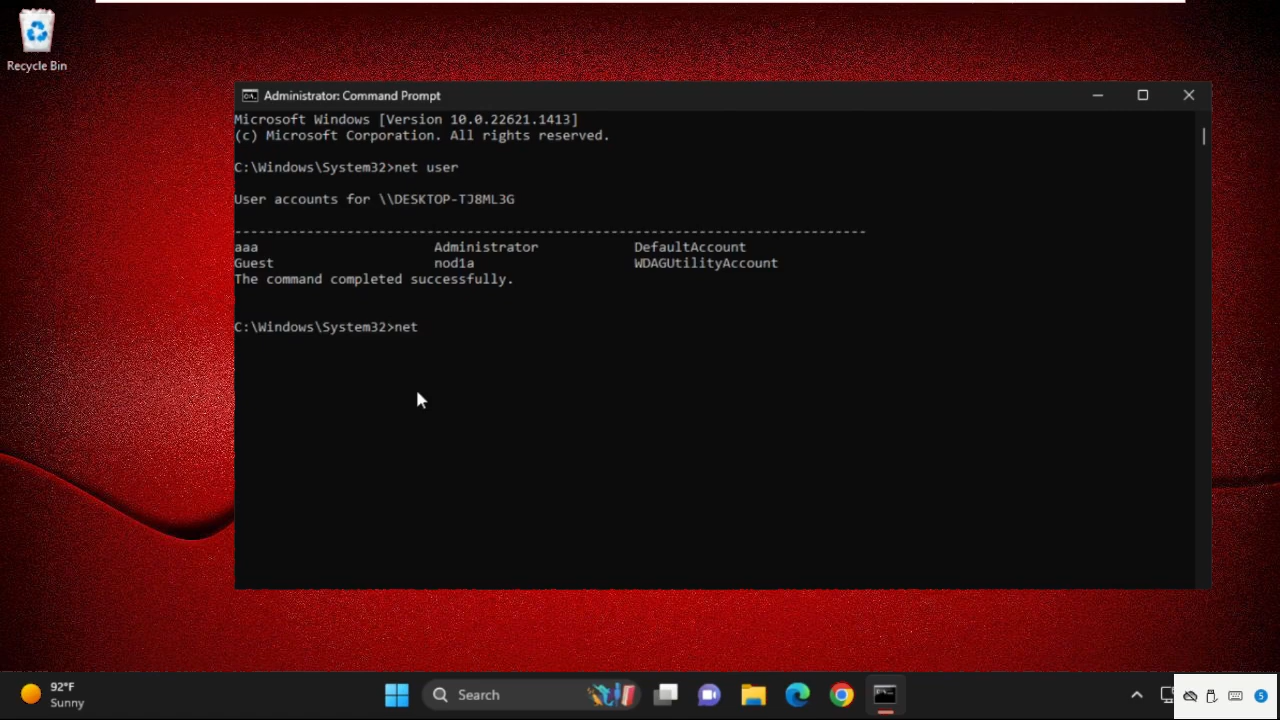 Recycle Bin
Administrator: Command Prompt
Microsoft Windows [Version 10.0.22621.1413]
(c) Microsoft Corporation. All rights reserved.
C:\Windows\System32>net user
User accounts for \\DESKTOP-TJ8ML3G
-------------------------------------------------------------------------------
aaa Administrator DefaultAccount
Guest nod1a WDAGUtilityAccount
The command completed successfully.
C:\Windows\System32>net
92°F
Sunny
Search
5